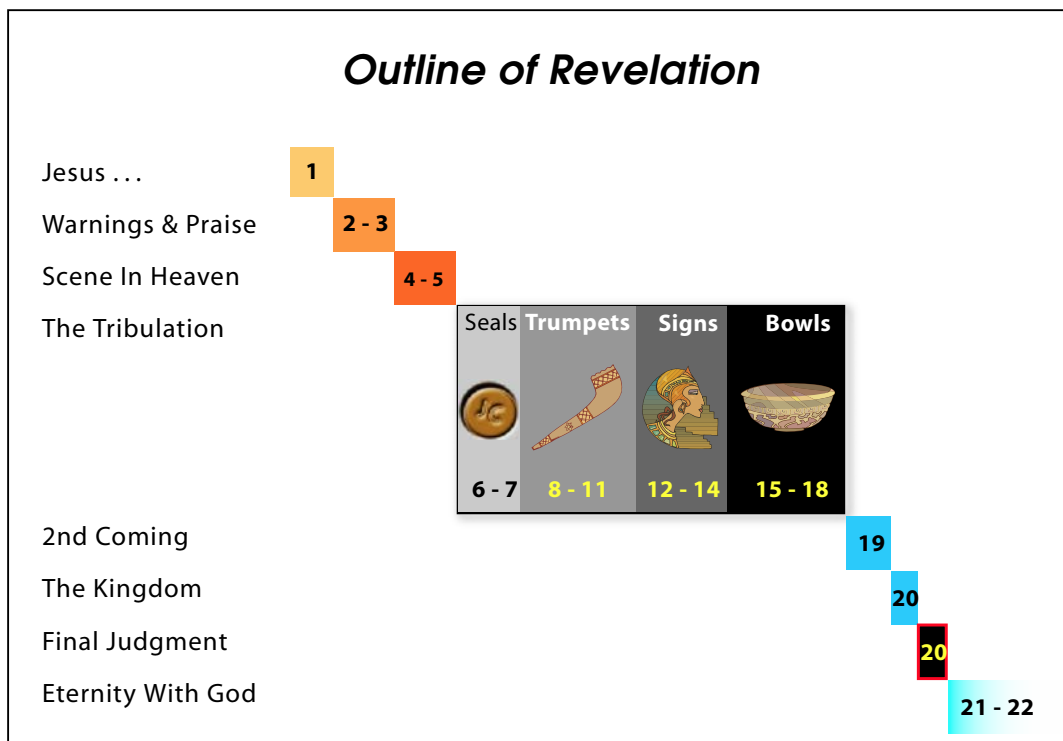 Outline of Revelation
Jesus . . .
1
Warnings & Praise
2 - 3
Scene In Heaven
4 - 5
The Tribulation
Seals Trumpets Signs Bowls
6 - 7 8 - 11 12 - 14 15 - 18
2nd Coming
19
The Kingdom
20
Final Judgment
20
Eternity With God
21 - 22